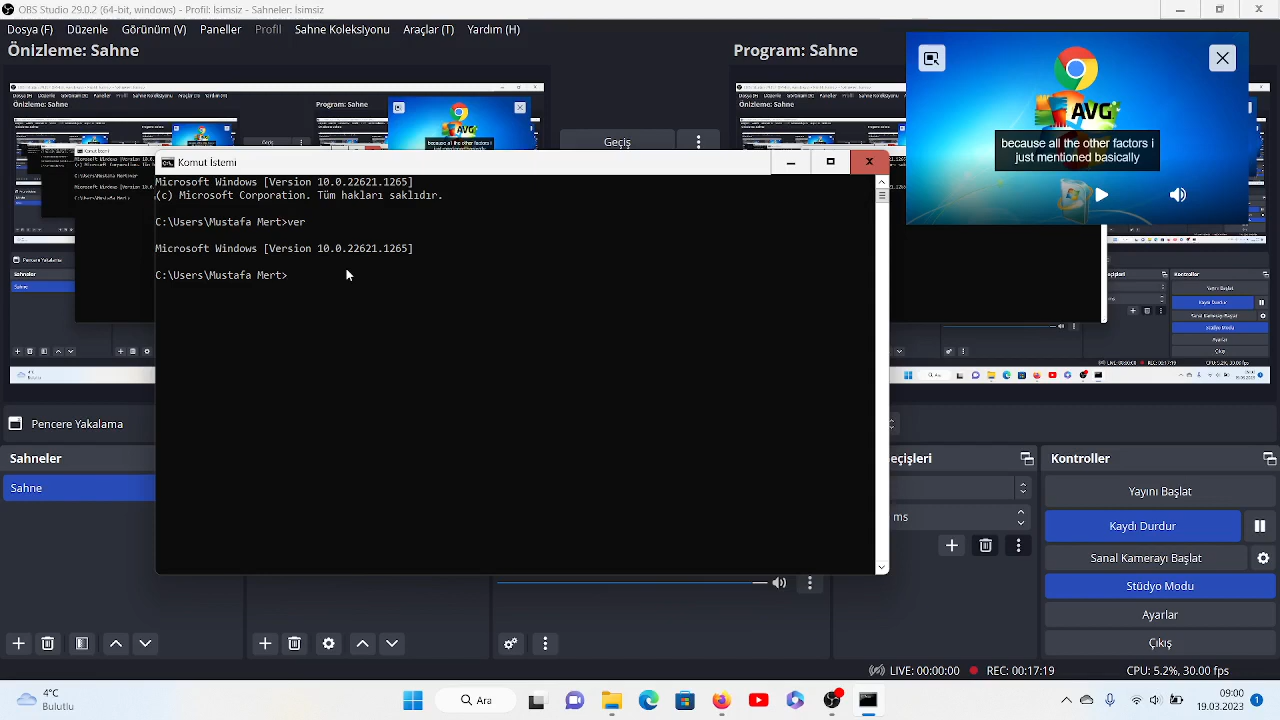 OBS Studio 29.0.2 (64-bit, windows) - Profil: İsimsiz - Sahneler: İsimsiz
Dosya (F) Düzenle Görünüm (V) Paneller Profil Sahne Koleksiyonu Araçlar (T) Yardım (H)
Önizleme: Sahne
Program: Sahne
Geçiş
AVG
because all the other factors i
just mentioned basically
Komut İstemi
Microsoft Windows [Version 10.0.22621.1265]
(c) Microsoft Corporation. Tüm hakları saklıdır.
C:\Users\Mustafa Mert>ver
Microsoft Windows [Version 10.0.22621.1265]
C:\Users\Mustafa Mert>
Pencere Yakalama
Sahneler
eçişleri
Kontroller
Sahne
ms
Yayını Başlat
Kaydı Durdur
Sanal Kamerayı Başlat
Stüdyo Modu
Ayarlar
Çıkış
LIVE: 00:00:00 REC: 00:17:19 CPU: 5.2%, 30.00 fps
4°C
Bulutlu
Ara
09:00
19.03.2023
1